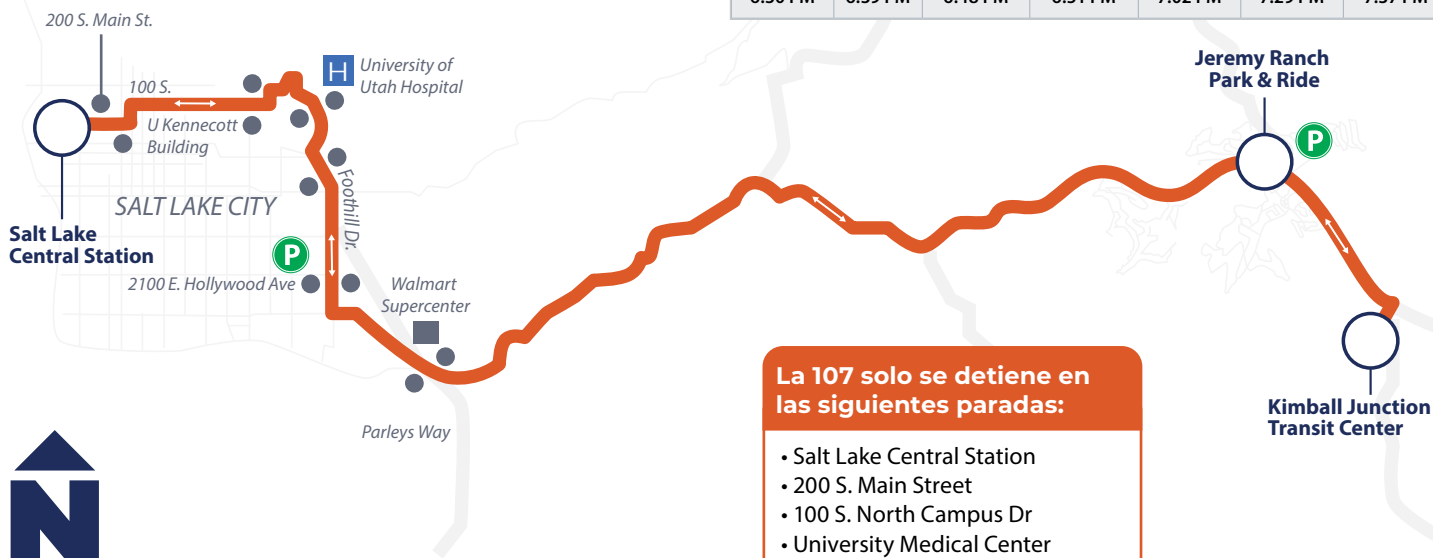 200 S. Main St.
100 S.
H
University of
Utah Hospital
U Kennecott
Building
Foothill Dr.
SALT LAKE CITY
Salt Lake
Central Station
P
2100 E. Hollywood Ave
Walmart
Supercenter
Parleys Way
Jeremy Ranch
Park & Ride
P
Kimball Junction
Transit Center
N
La 107 solo se detiene en
las siguientes paradas:
• Salt Lake Central Station
• 200 S. Main Street
• 100 S. North Campus Dr
• University Medical Center